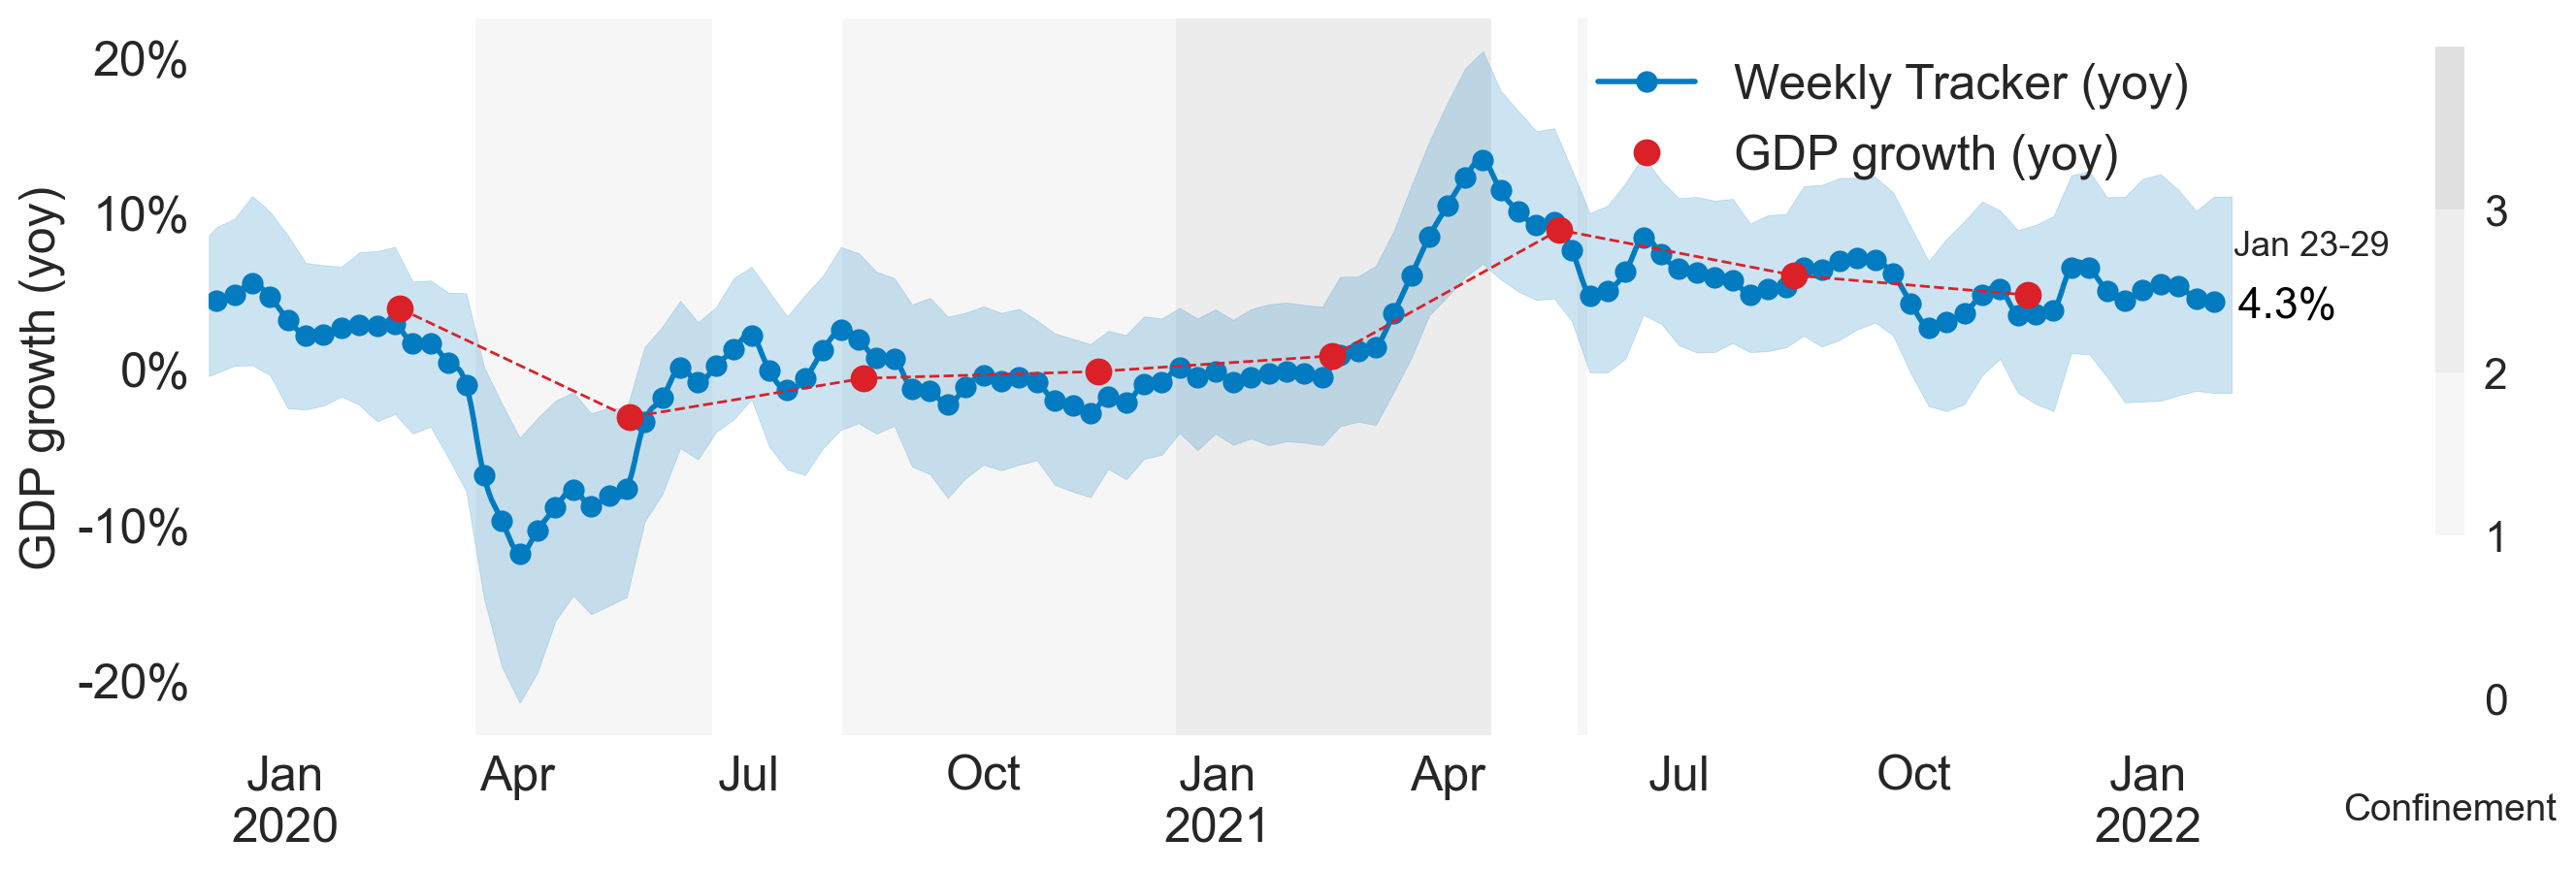 GDP growth (yoy)
20%
10%
0%
-10%
-20%
Weekly Tracker (yoy)
GDP growth (yoy)
Jan 23-29
4.3%
3
2
1
0
Confinement
Jan Apr Jul Oct Jan Apr Jul Oct Jan
2020 2021 2022